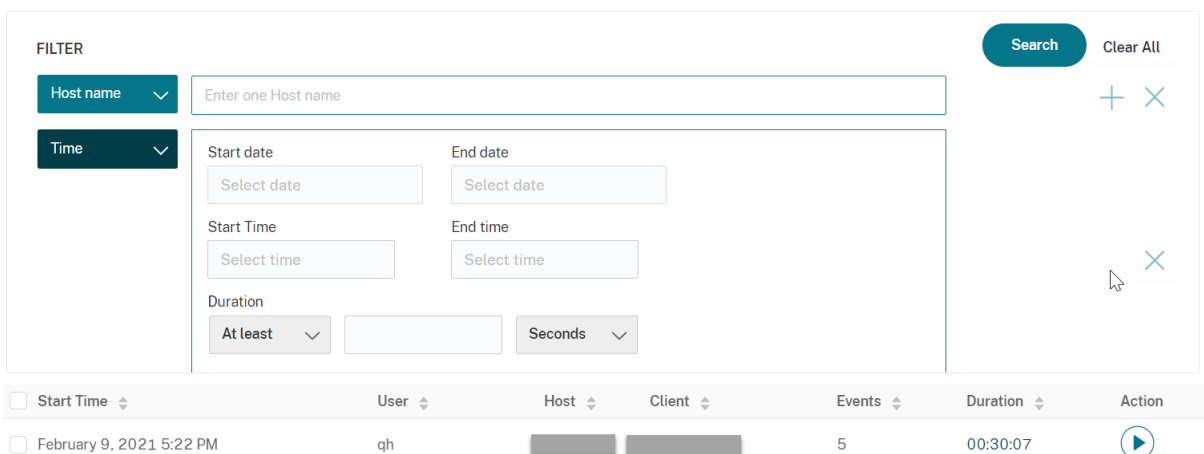 FILTER
Search Clear All
Host name Enter one Host name
Time
Start date End date
Select date Select date
Start Time End time
Select time Select time
Duration
At least Seconds
Start Time User Host Client Events Duration Action
February 9, 2021 5:22 PM qh 5 00:30:07